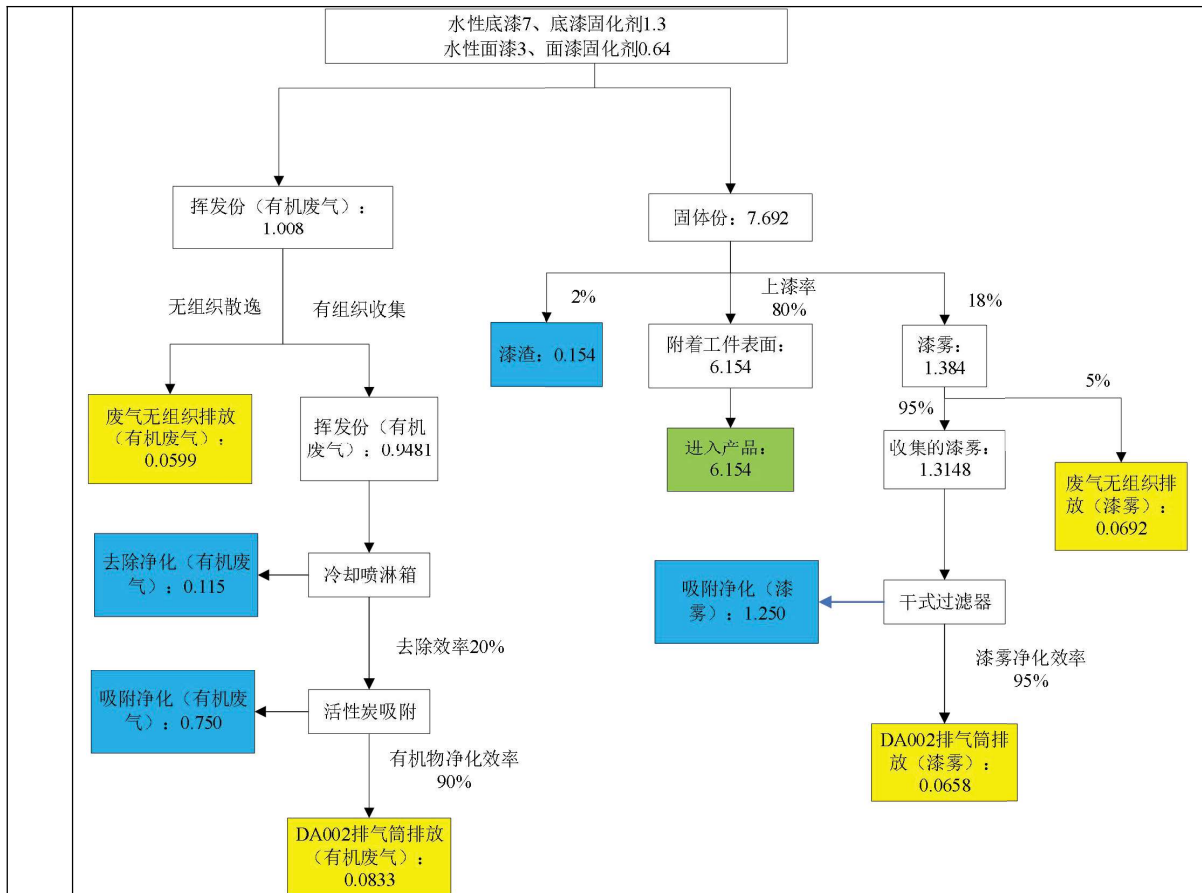 水性底漆7、底漆固化剂1.3
水性面漆3、面漆固化剂0.64
挥发份（有机废气）：
1.008
固体份：7.692
无组织散逸
有组织收集
2%
上漆率
80%
18%
漆渣：0.154
附着工件表面：
6.154
漆雾：
1.384
废气无组织排放
（有机废气）：
0.0599
挥发份（有机
废气）：0.9481
进入产品：
6.154
95%
5%
收集的漆雾：
1.3148
废气无组织排
放（漆雾）：
0.0692
去除净化（有机废
气）：0.115
冷却喷淋箱
吸附净化（漆
雾）：1.250
干式过滤器
去除效率20%
漆雾净化效率
95%
吸附净化（有机废
气）：0.750
活性炭吸附
有机物净化效率
90%
DA002排气筒排
放（漆雾）：
0.0658
DA002排气筒排放
（有机废气）：
0.0833